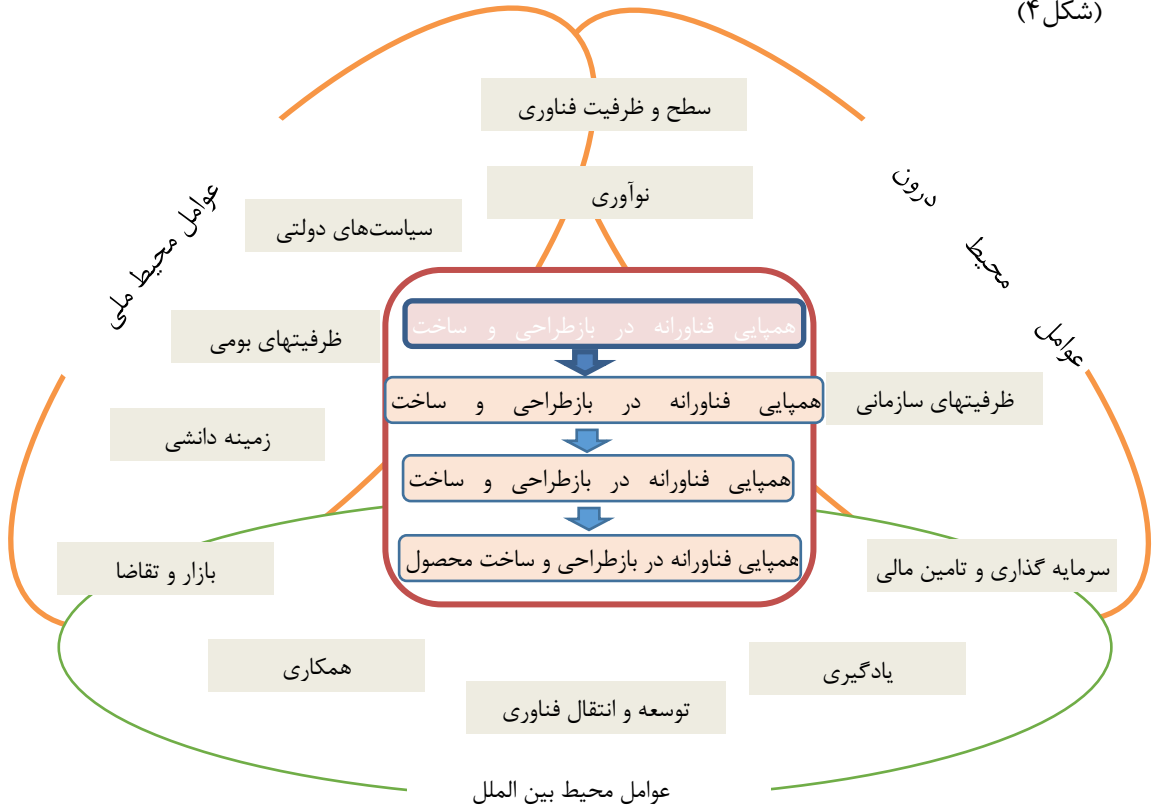 (شکل۴)
سطح و ظرفیت فناوری
نوآوری
سیاست‌های دولتی
عوامل محیط ملی
عوامل محیط درون
همپایی فناورانه در بازطراحی و ساخت
ظرفیتهای بومی
همپایی فناورانه در بازطراحی و ساخت
ظرفیتهای سازمانی
زمینه دانشی
همپایی فناورانه در بازطراحی و ساخت
همپایی فناورانه در بازطراحی و ساخت محصول
سرمایه گذاری و تامین مالی
بازار و تقاضا
یادگیری
همکاری
توسعه و انتقال فناوری
عوامل محیط بین الملل